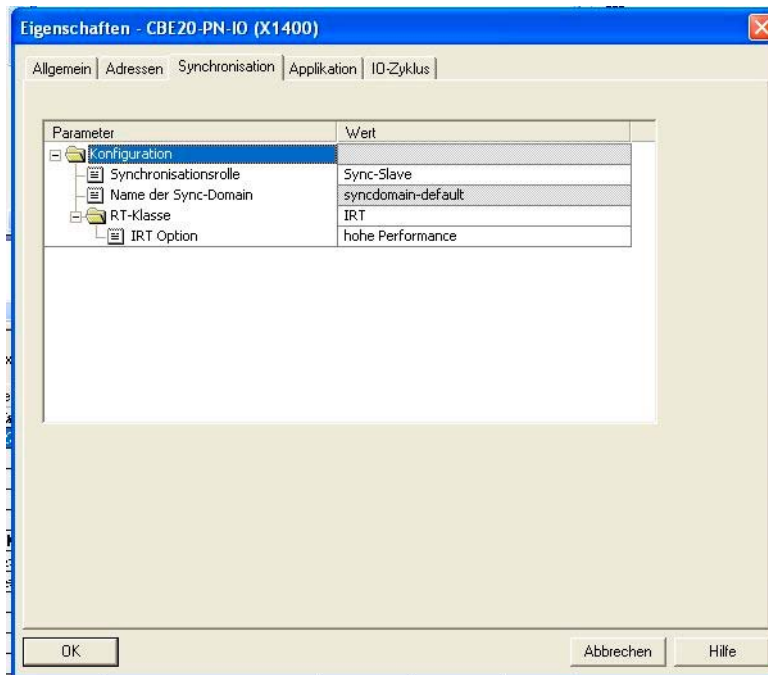 Eigenschaften - CBE20-PN-IO (X1400)
Allgemein Adressen Synchronisation Applikation IO-Zyklus
Parameter Wert
Konfiguration
Synchronisationsrolle Sync-Slave
Name der Sync-Domain syncdomain-default
RT-Klasse IRT
IRT Option hohe Performance
OK Abbrechen Hilfe